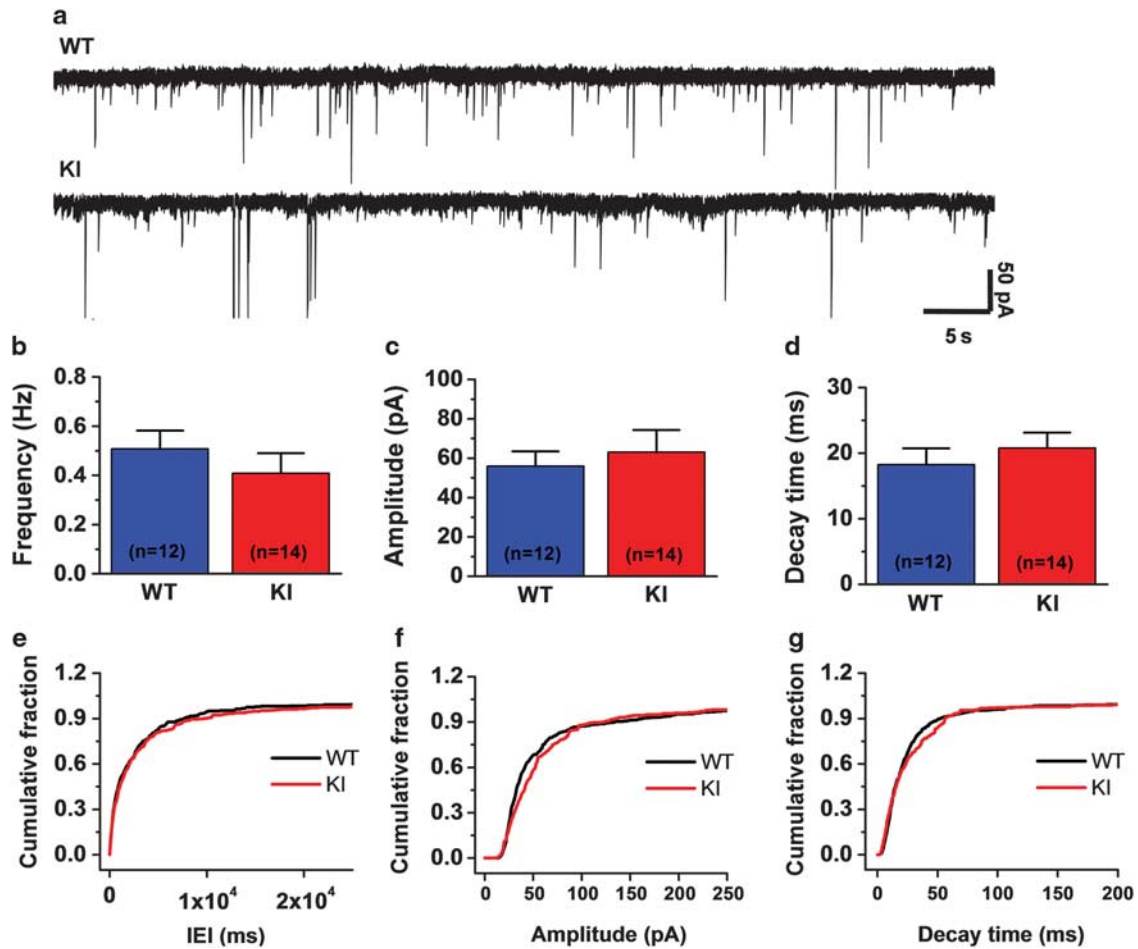 a
WT
KI
50 pA
5 s
b
Frequency (Hz)
0.8
0.6
0.4
0.2
0.0
(n=12)
(n=14)
WT
KI
c
Amplitude (pA)
100
80
60
40
20
0
(n=12)
(n=14)
WT
KI
d
Decay time (ms)
30
20
10
0
(n=12)
(n=14)
WT
KI
e
Cumulative fraction
1.2
0.9
0.6
0.3
0.0
WT
KI
0
1x10⁴
2x10⁴
IEI (ms)
f
Cumulative fraction
1.2
0.9
0.6
0.3
0.0
WT
KI
0
50
100
150
200
250
Amplitude (pA)
g
Cumulative fraction
1.2
0.9
0.6
0.3
0.0
WT
KI
0
50
100
150
200
Decay time (ms)